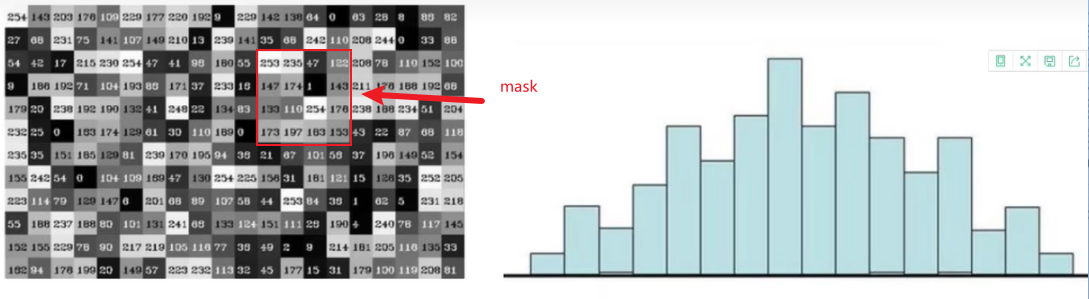 254 143 203 176 109 229 177 220 192 9 229 142 138 64 0 63 28 8 88 82
27 68 231 75 141 107 149 210 13 239 141 35 68 242 110 208 244 0 33 88
54 42 17 215 230 254 47 41 98 180 55 253 235 47 122 208 78 110 152 100
9 188 192 71 104 193 88 171 37 233 18 147 174 1 143 211 176 188 192 68
179 20 238 192 190 132 41 248 22 134 83 133 110 254 178 238 168 234 51 204
232 25 0 163 174 129 61 30 110 189 0 173 197 183 153 43 22 87 68 118
235 35 151 185 129 81 239 170 195 94 38 21 67 101 58 37 196 149 52 154
155 242 54 0 104 109 189 47 130 254 225 156 31 181 121 15 126 35 252 205
223 114 79 129 147 6 201 68 89 107 58 44 253 84 38 1 62 5 231 218
55 188 237 188 80 101 131 241 68 133 124 151 111 28 190 4 240 78 117 145
152 155 229 78 90 217 219 105 116 77 38 49 2 9 214 181 205 116 135 33
182 94 176 199 20 149 57 223 232 113 32 45 177 15 31 179 100 119 208 81
mask